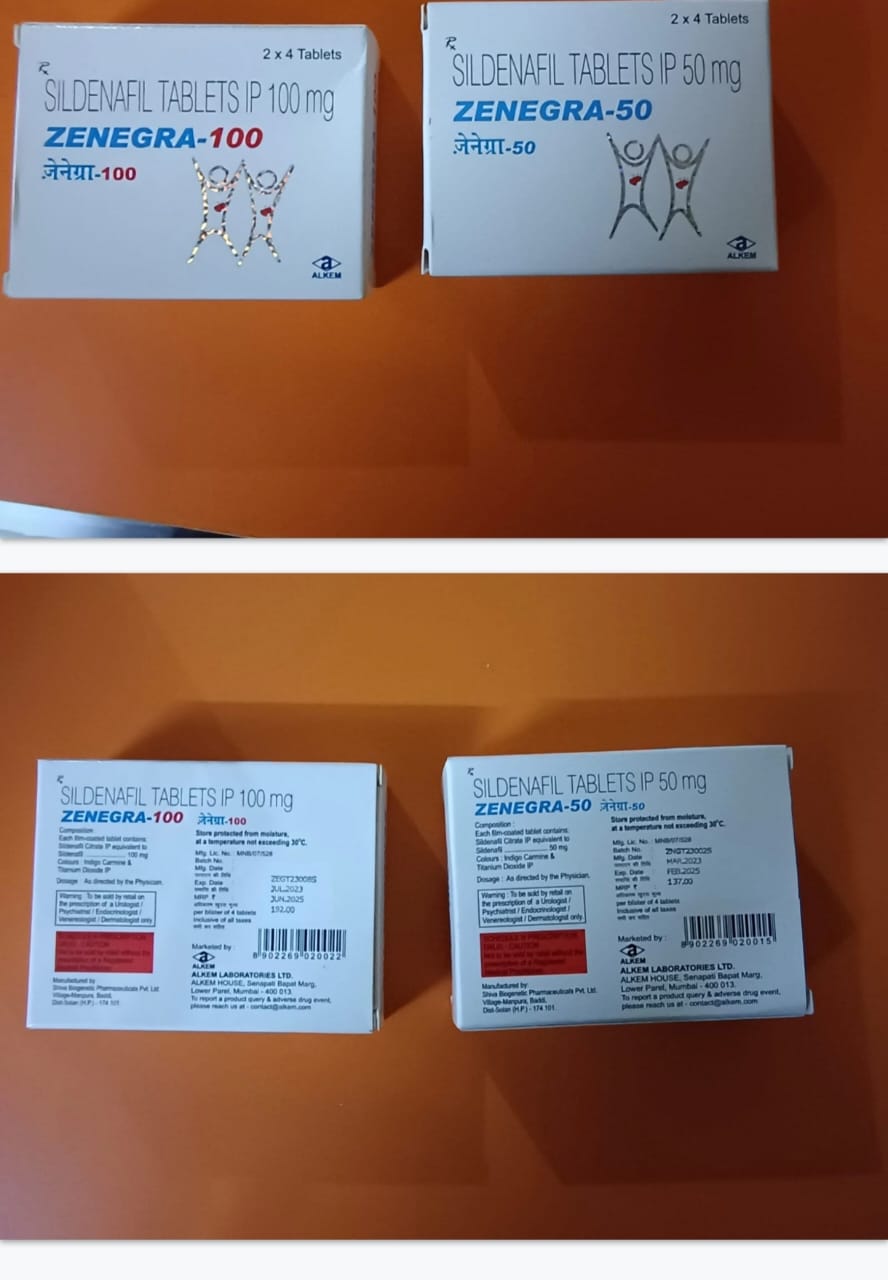 2 x 4 Tablets
Rx
SILDENAFIL TABLETS IP 100 mg
ZENEGRA-100
ज़ेनेग्रा-100
a
ALKEM
2 x 4 Tablets
Rx
SILDENAFIL TABLETS IP 50 mg
ZENEGRA-50
ज़ेनेग्रा-50
a
ALKEM
Rx
SILDENAFIL TABLETS IP 100 mg
ZENEGRA-100 ज़ेनेग्रा-100
Composition
Each film-coated tablet contains:
Sildenafil Citrate IP equivalent to
Sildenafil 100 mg
Colours : Indigo Carmine &
Titanium Dioxide IP
Dosage : As directed by the Physician.
Warning : To be sold by retail on
the prescription of a Urologist /
Psychiatrist / Endocrinologist /
Venereologist / Dermatologist only.
Manufactured by:
Shiva Biogenetic Pharmaceuticals Pvt. Ltd.
Village-Manpura, Baddi,
Dist-Solan (H.P.) - 174 101.
Store protected from moisture,
at a temperature not exceeding 30°C.
Mfg. Lic. No. : MNB/07/528
Batch No.
Mfg. Date
Exp. Date
MRP ₹
per blister of 4 tablets
Inclusive of all taxes
JUL.2023
JUN.2025
192.00
Marketed by :
a
ALKEM
8 902269 020022
ALKEM LABORATORIES LTD.
ALKEM HOUSE, Senapati Bapat Marg,
Lower Parel, Mumbai - 400 013.
To report a product query & adverse drug event,
please reach us at - contact@alkem.com
Rx
SILDENAFIL TABLETS IP 50 mg
ZENEGRA-50 ज़ेनेग्रा-50
Composition :
Each film-coated tablet contains:
Sildenafil Citrate IP equivalent to
Sildenafil 50 mg
Colours : Indigo Carmine &
Titanium Dioxide IP
Dosage : As directed by the Physician.
Warning : To be sold by retail on
the prescription of a Urologist /
Psychiatrist / Endocrinologist /
Venereologist / Dermatologist only.
Manufactured by:
Shiva Biogenetic Pharmaceuticals Pvt. Ltd.
Village-Manpura, Baddi,
Dist-Solan (H.P.) - 174 101.
Store protected from moisture,
at a temperature not exceeding 30°C.
Mfg. Lic. No. : MNB/07/528
Batch No.
Mfg. Date MAR.2023
Exp. Date FEB.2025
MRP ₹ 137.00
per blister of 4 tablets
Inclusive of all taxes
Marketed by :
a
ALKEM
8 902269 020015
ALKEM LABORATORIES LTD.
ALKEM HOUSE, Senapati Bapat Marg,
Lower Parel, Mumbai - 400 013.
To report a product query & adverse drug event,
please reach us at - contact@alkem.com